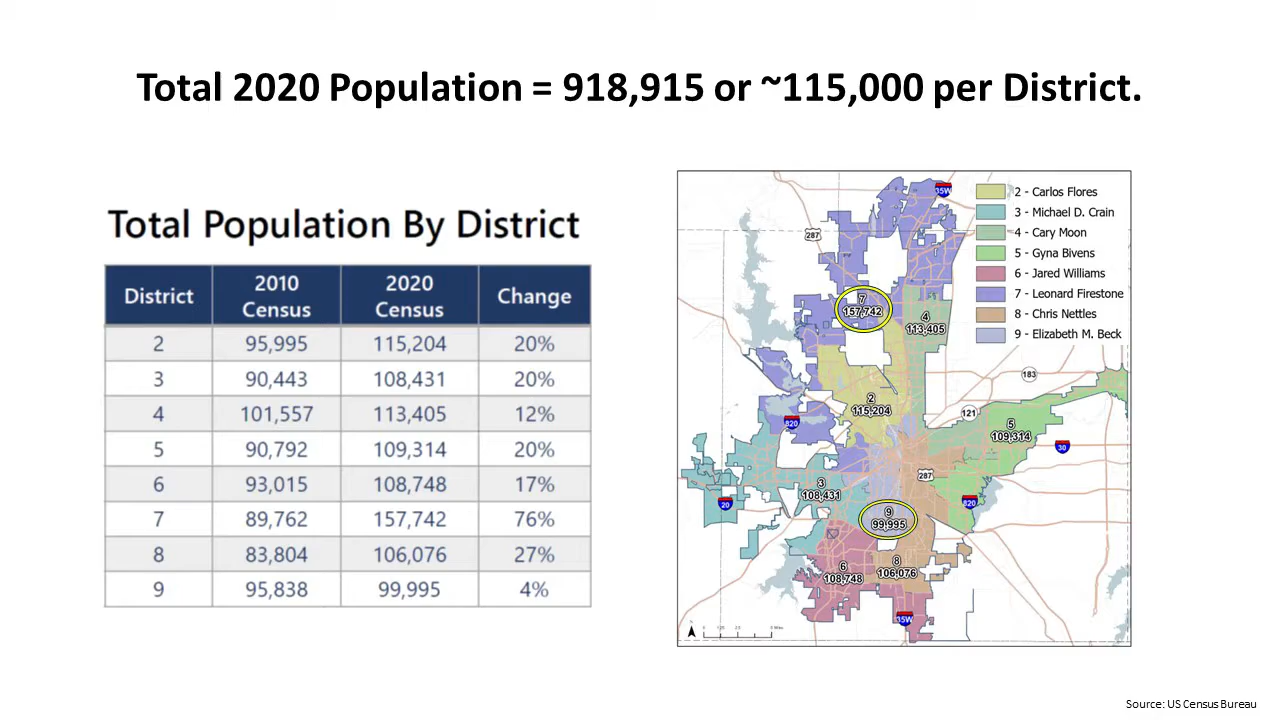 Total 2020 Population = 918,915 or ~115,000 per District.
Total Population By District
District 2010 Census 2020 Census Change
2 95,995 115,204 20%
3 90,443 108,431 20%
4 101,557 113,405 12%
5 90,792 109,314 20%
6 93,015 108,748 17%
7 89,762 157,742 76%
8 83,804 106,076 27%
9 95,838 99,995 4%
2 - Carlos Flores
3 - Michael D. Crain
4 - Cary Moon
5 - Gyna Bivens
6 - Jared Williams
7 - Leonard Firestone
8 - Chris Nettles
9 - Elizabeth M. Beck
35W
287
7
157,742
4
113,405
183
2
115,204
121
820
5
109,314
30
287
3
108,431
20
820
9
99,995
6
108,748
8
106,076
35W
Source: US Census Bureau